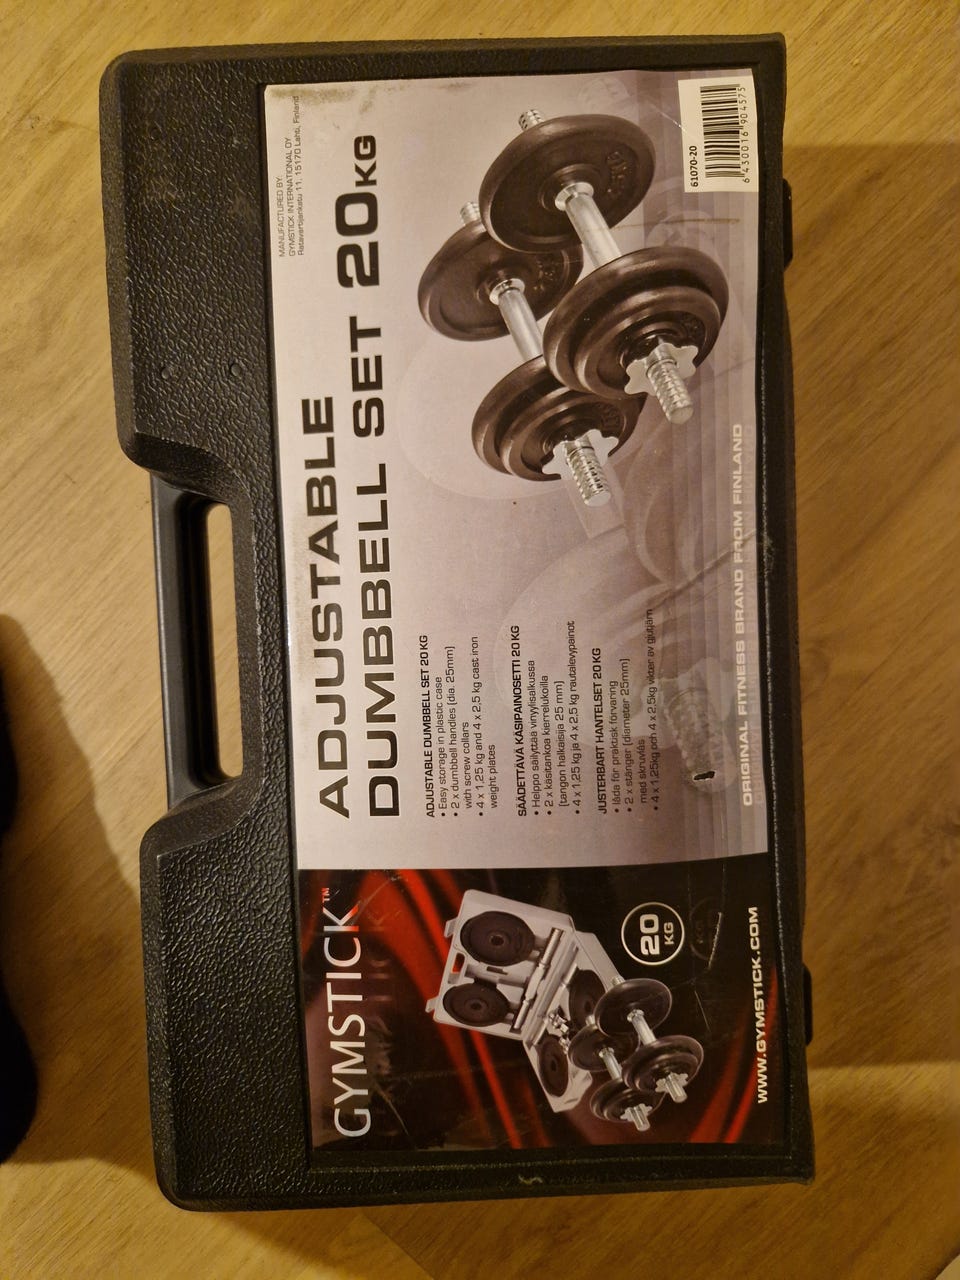 GYMSTICK™
20
KG
WWW.GYMSTICK.COM
MANUFACTURED BY:
GYMSTICK INTERNATIONAL OY
Ratavartijankatu 11, 15170 Lahti, Finland
ADJUSTABLE
DUMBBELL SET 20KG
ADJUSTABLE DUMBBELL SET 20 KG
• Easy storage in plastic case
• 2 x dumbbell handles (dia. 25mm)
with screw collars
• 4 x 1,25 kg and 4 x 2,5 kg cast iron
weight plates
SÄÄDETTÄVÄ KÄSIPAINOSETTI 20 KG
• Helppo säilyttää vinyylisalkussa
• 2 x käsitankoa kierrelukoilla
(tangon halkaisija 25 mm)
• 4 x 1,25 kg ja 4 x 2,5 kg rautalevypainot
JUSTERBART HANTELSET 20 KG
• låda för praktisk förvaring
• 2 x stänger (diameter 25mm)
med skruvlås
• 4 x 1,25kg och 4 x 2,5kg vikter av gjutjärn
ORIGINAL FITNESS BRAND FROM FINLAND
61070-20
6 430016 904575